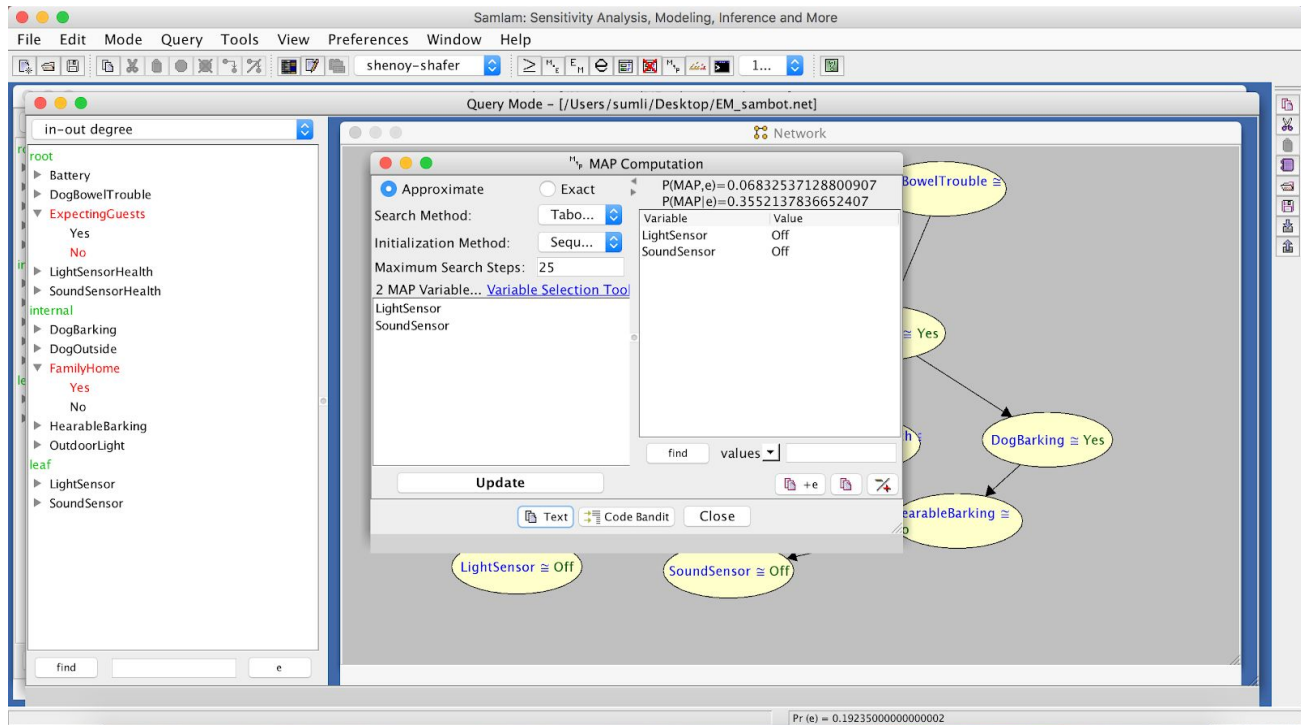 Samlam: Sensitivity Analysis, Modeling, Inference and More
File Edit Mode Query Tools View Preferences Window Help
shenoy-shafer
1...
Query Mode – [/Users/sumli/Desktop/EM_sambot.net]
in-out degree
root
Battery
DogBowelTrouble
ExpectingGuests
Yes
No
LightSensorHealth
SoundSensorHealth
internal
DogBarking
DogOutside
FamilyHome
Yes
No
HearableBarking
OutdoorLight
leaf
LightSensor
SoundSensor
find
e
Network
MAP Computation
Approximate Exact
Search Method: Tabo...
Initialization Method: Sequ...
Maximum Search Steps: 25
2 MAP Variable... Variable Selection Tool
LightSensor
SoundSensor
Update
P(MAP,e)=0.06832537128800907
P(MAP|e)=0.3552137836652407
Variable Value
LightSensor Off
SoundSensor Off
find values
+e
Text Code Bandit Close
BowelTrouble ≅
≅ Yes
DogBarking ≅ Yes
earableBarking ≅
LightSensor ≅ Off
SoundSensor ≅ Off
Pr (e) = 0.19235000000000002